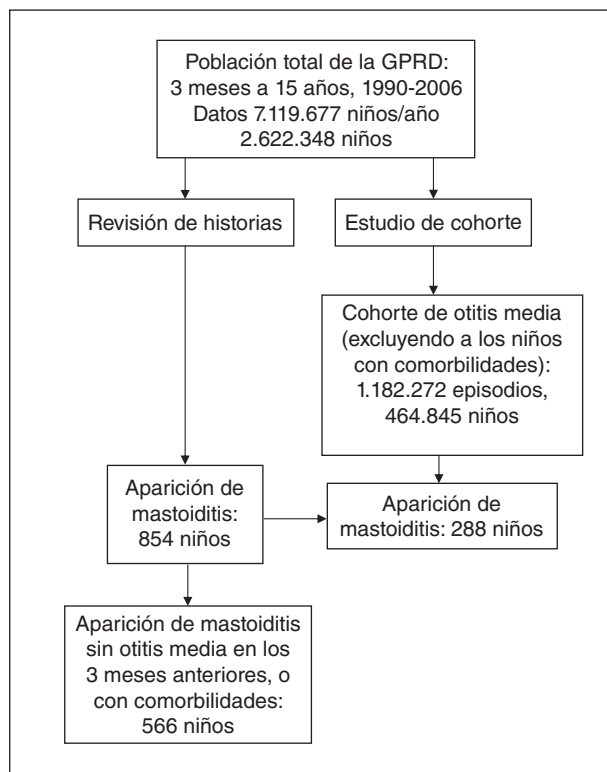 Población total de la GPRD:
3 meses a 15 años, 1990-2006
Datos 7.119.677 niños/año
2.622.348 niños
Revisión de historias
Estudio de cohorte
Cohorte de otitis media
(excluyendo a los niños
con comorbilidades):
1.182.272 episodios,
464.845 niños
Aparición de
mastoiditis:
854 niños
Aparición de
mastoiditis: 288 niños
Aparición de mastoiditis
sin otitis media en los
3 meses anteriores, o
con comorbilidades:
566 niños